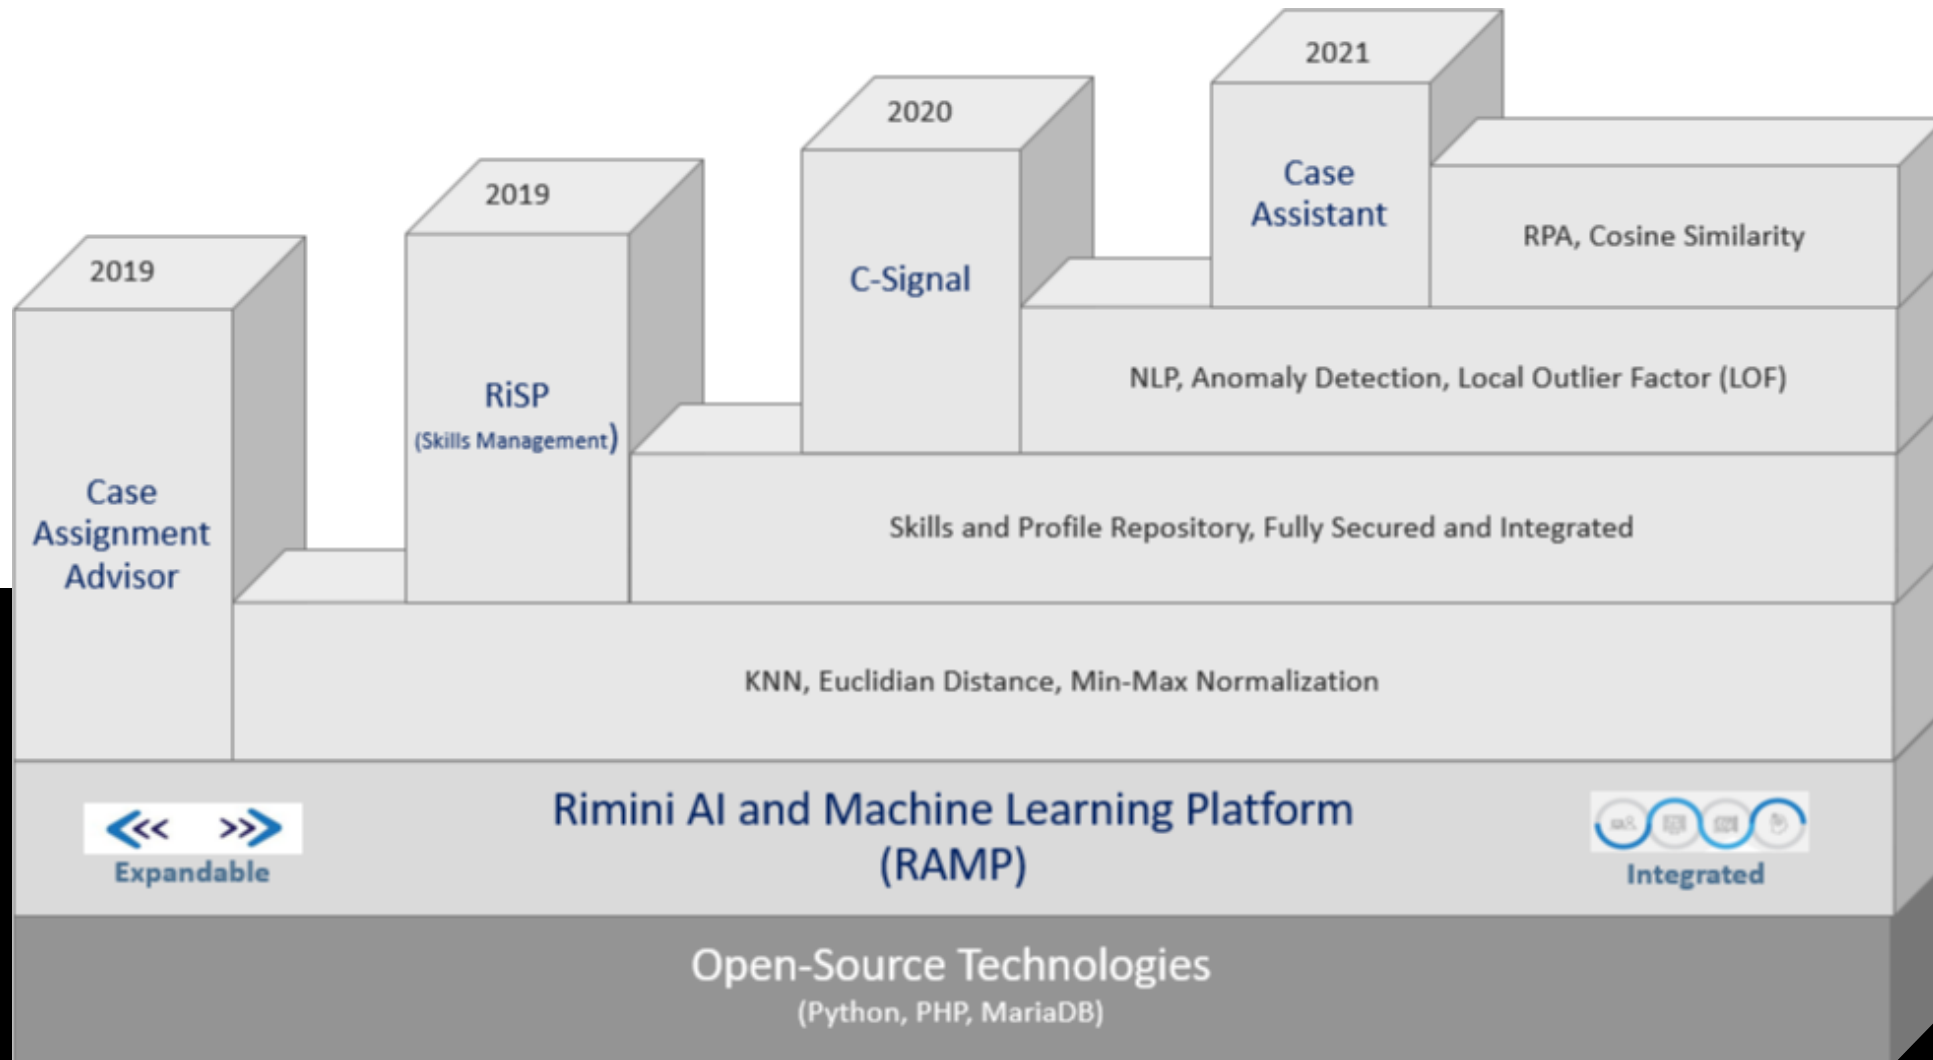 2021
2020
2019
2019
Case
Assistant
RPA, Cosine Similarity
C-Signal
NLP, Anomaly Detection, Local Outlier Factor (LOF)
RiSP
(Skills Management)
Skills and Profile Repository, Fully Secured and Integrated
Case
Assignment
Advisor
KNN, Euclidian Distance, Min-Max Normalization
Rimini AI and Machine Learning Platform
(RAMP)
Expandable
Integrated
Open-Source Technologies
(Python, PHP, MariaDB)